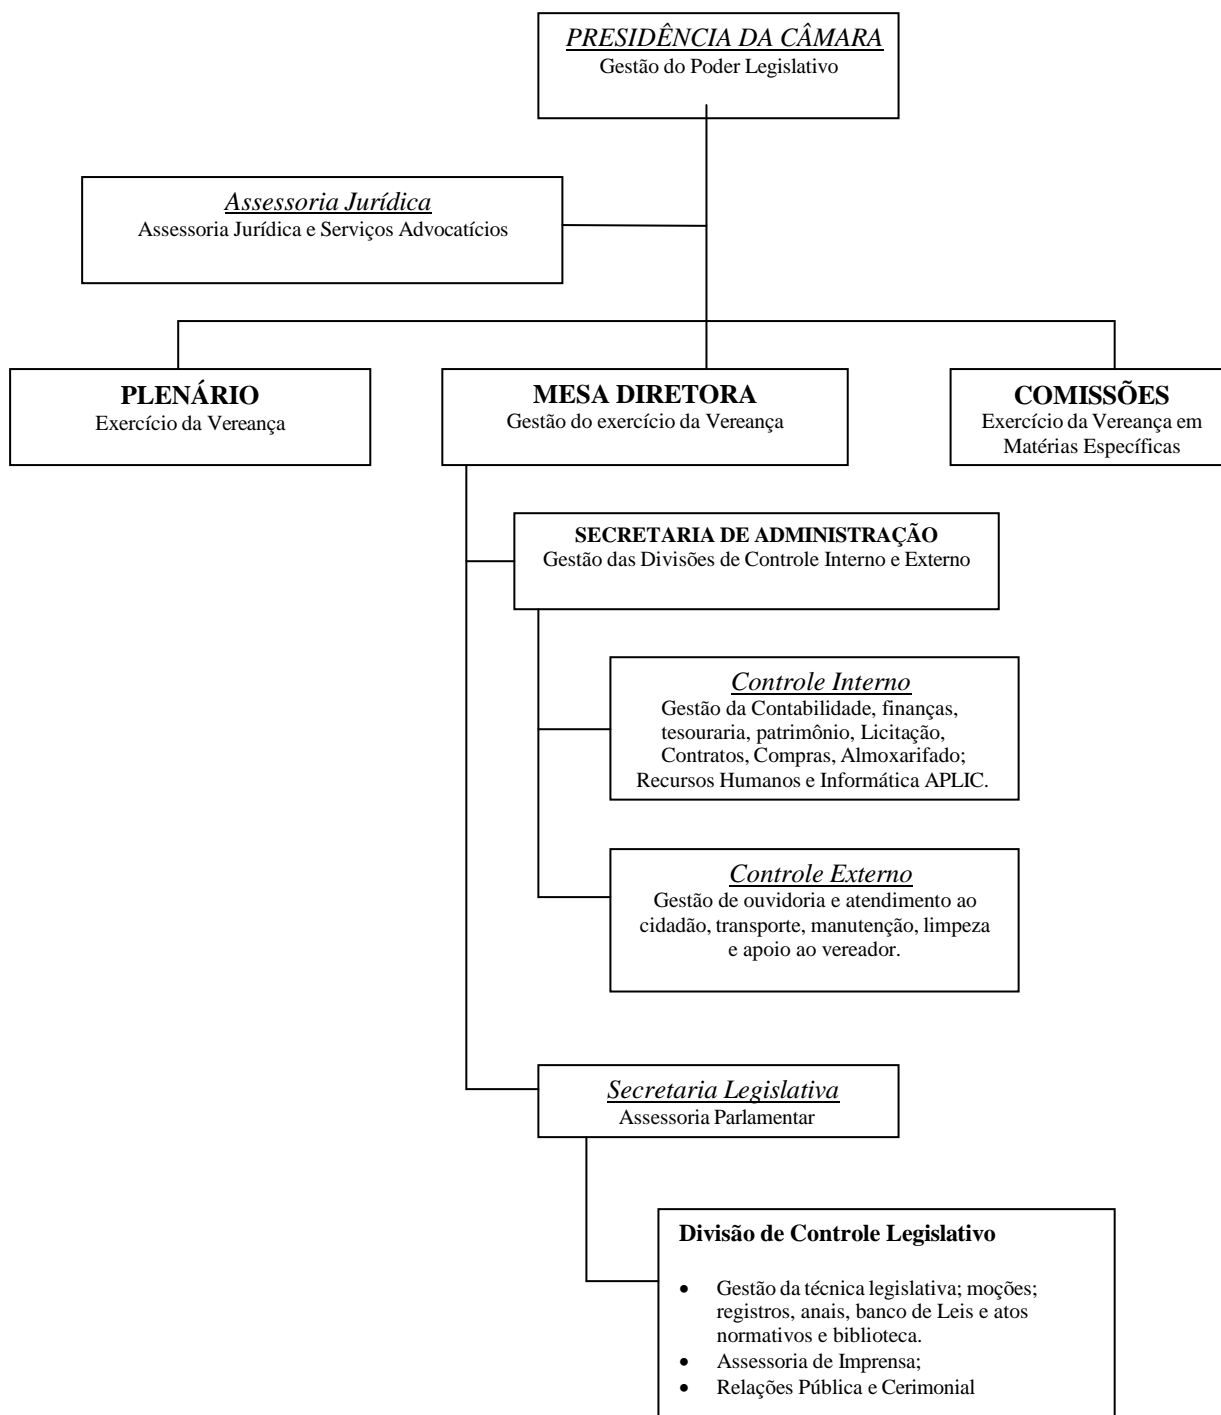 PRESIDÊNCIA DA CÂMARA
Gestão do Poder Legislativo
Assessoria Jurídica
Assessoria Jurídica e Serviços Advocatícios
PLENÁRIO
Exercício da Vereança
MESA DIRETORA
Gestão do exercício da Vereança
COMISSÕES
Exercício da Vereança em
Matérias Específicas
SECRETARIA DE ADMINISTRAÇÃO
Gestão das Divisões de Controle Interno e Externo
Controle Interno
Gestão da Contabilidade, finanças,
tesouraria, patrimônio, Licitação,
Contratos, Compras, Almoxarifado;
Recursos Humanos e Informática APLIC.
Controle Externo
Gestão de ouvidoria e atendimento ao
cidadão, transporte, manutenção, limpeza
e apoio ao vereador.
Secretaria Legislativa
Assessoria Parlamentar
Divisão de Controle Legislativo
• Gestão da técnica legislativa; moções;
registros, anais, banco de Leis e atos
normativos e biblioteca.
• Assessoria de Imprensa;
• Relações Pública e Cerimonial